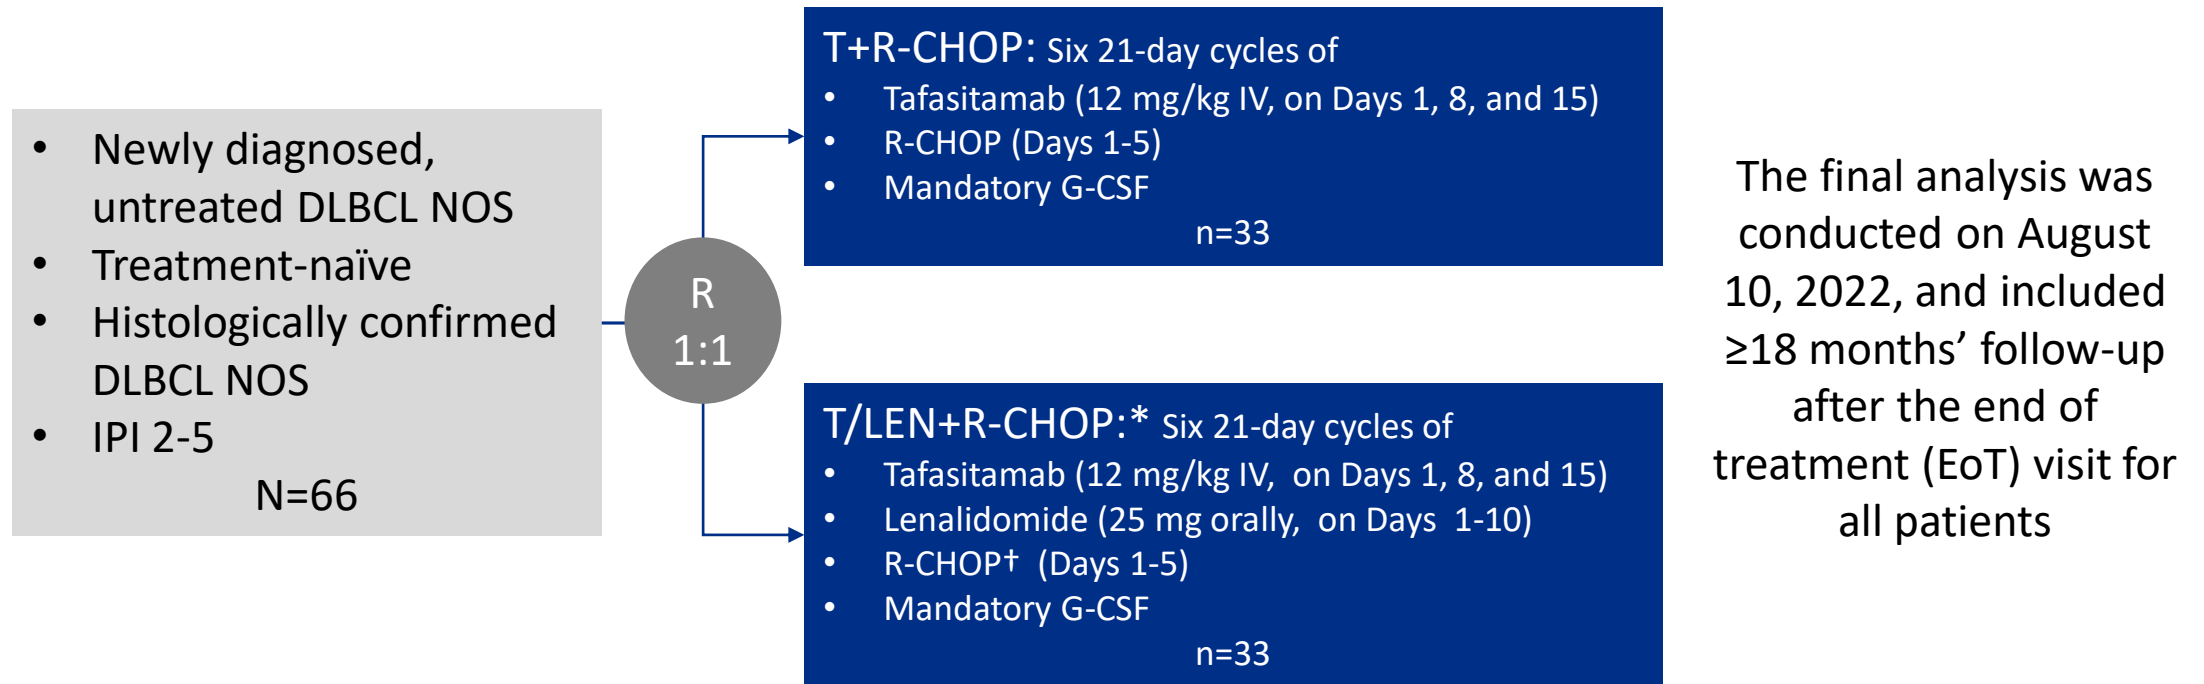 • Newly diagnosed,
untreated DLBCL NOS
• Treatment-naïve
• Histologically confirmed
DLBCL NOS
• IPI 2-5
N=66
R
1:1
T+R-CHOP: Six 21-day cycles of
• Tafasitamab (12 mg/kg IV, on Days 1, 8, and 15)
• R-CHOP (Days 1-5)
• Mandatory G-CSF
n=33
T/LEN+R-CHOP:* Six 21-day cycles of
• Tafasitamab (12 mg/kg IV, on Days 1, 8, and 15)
• Lenalidomide (25 mg orally, on Days 1-10)
• R-CHOP† (Days 1-5)
• Mandatory G-CSF
n=33
The final analysis was
conducted on August
10, 2022, and included
≥18 months’ follow-up
after the end of
treatment (EoT) visit for
all patients